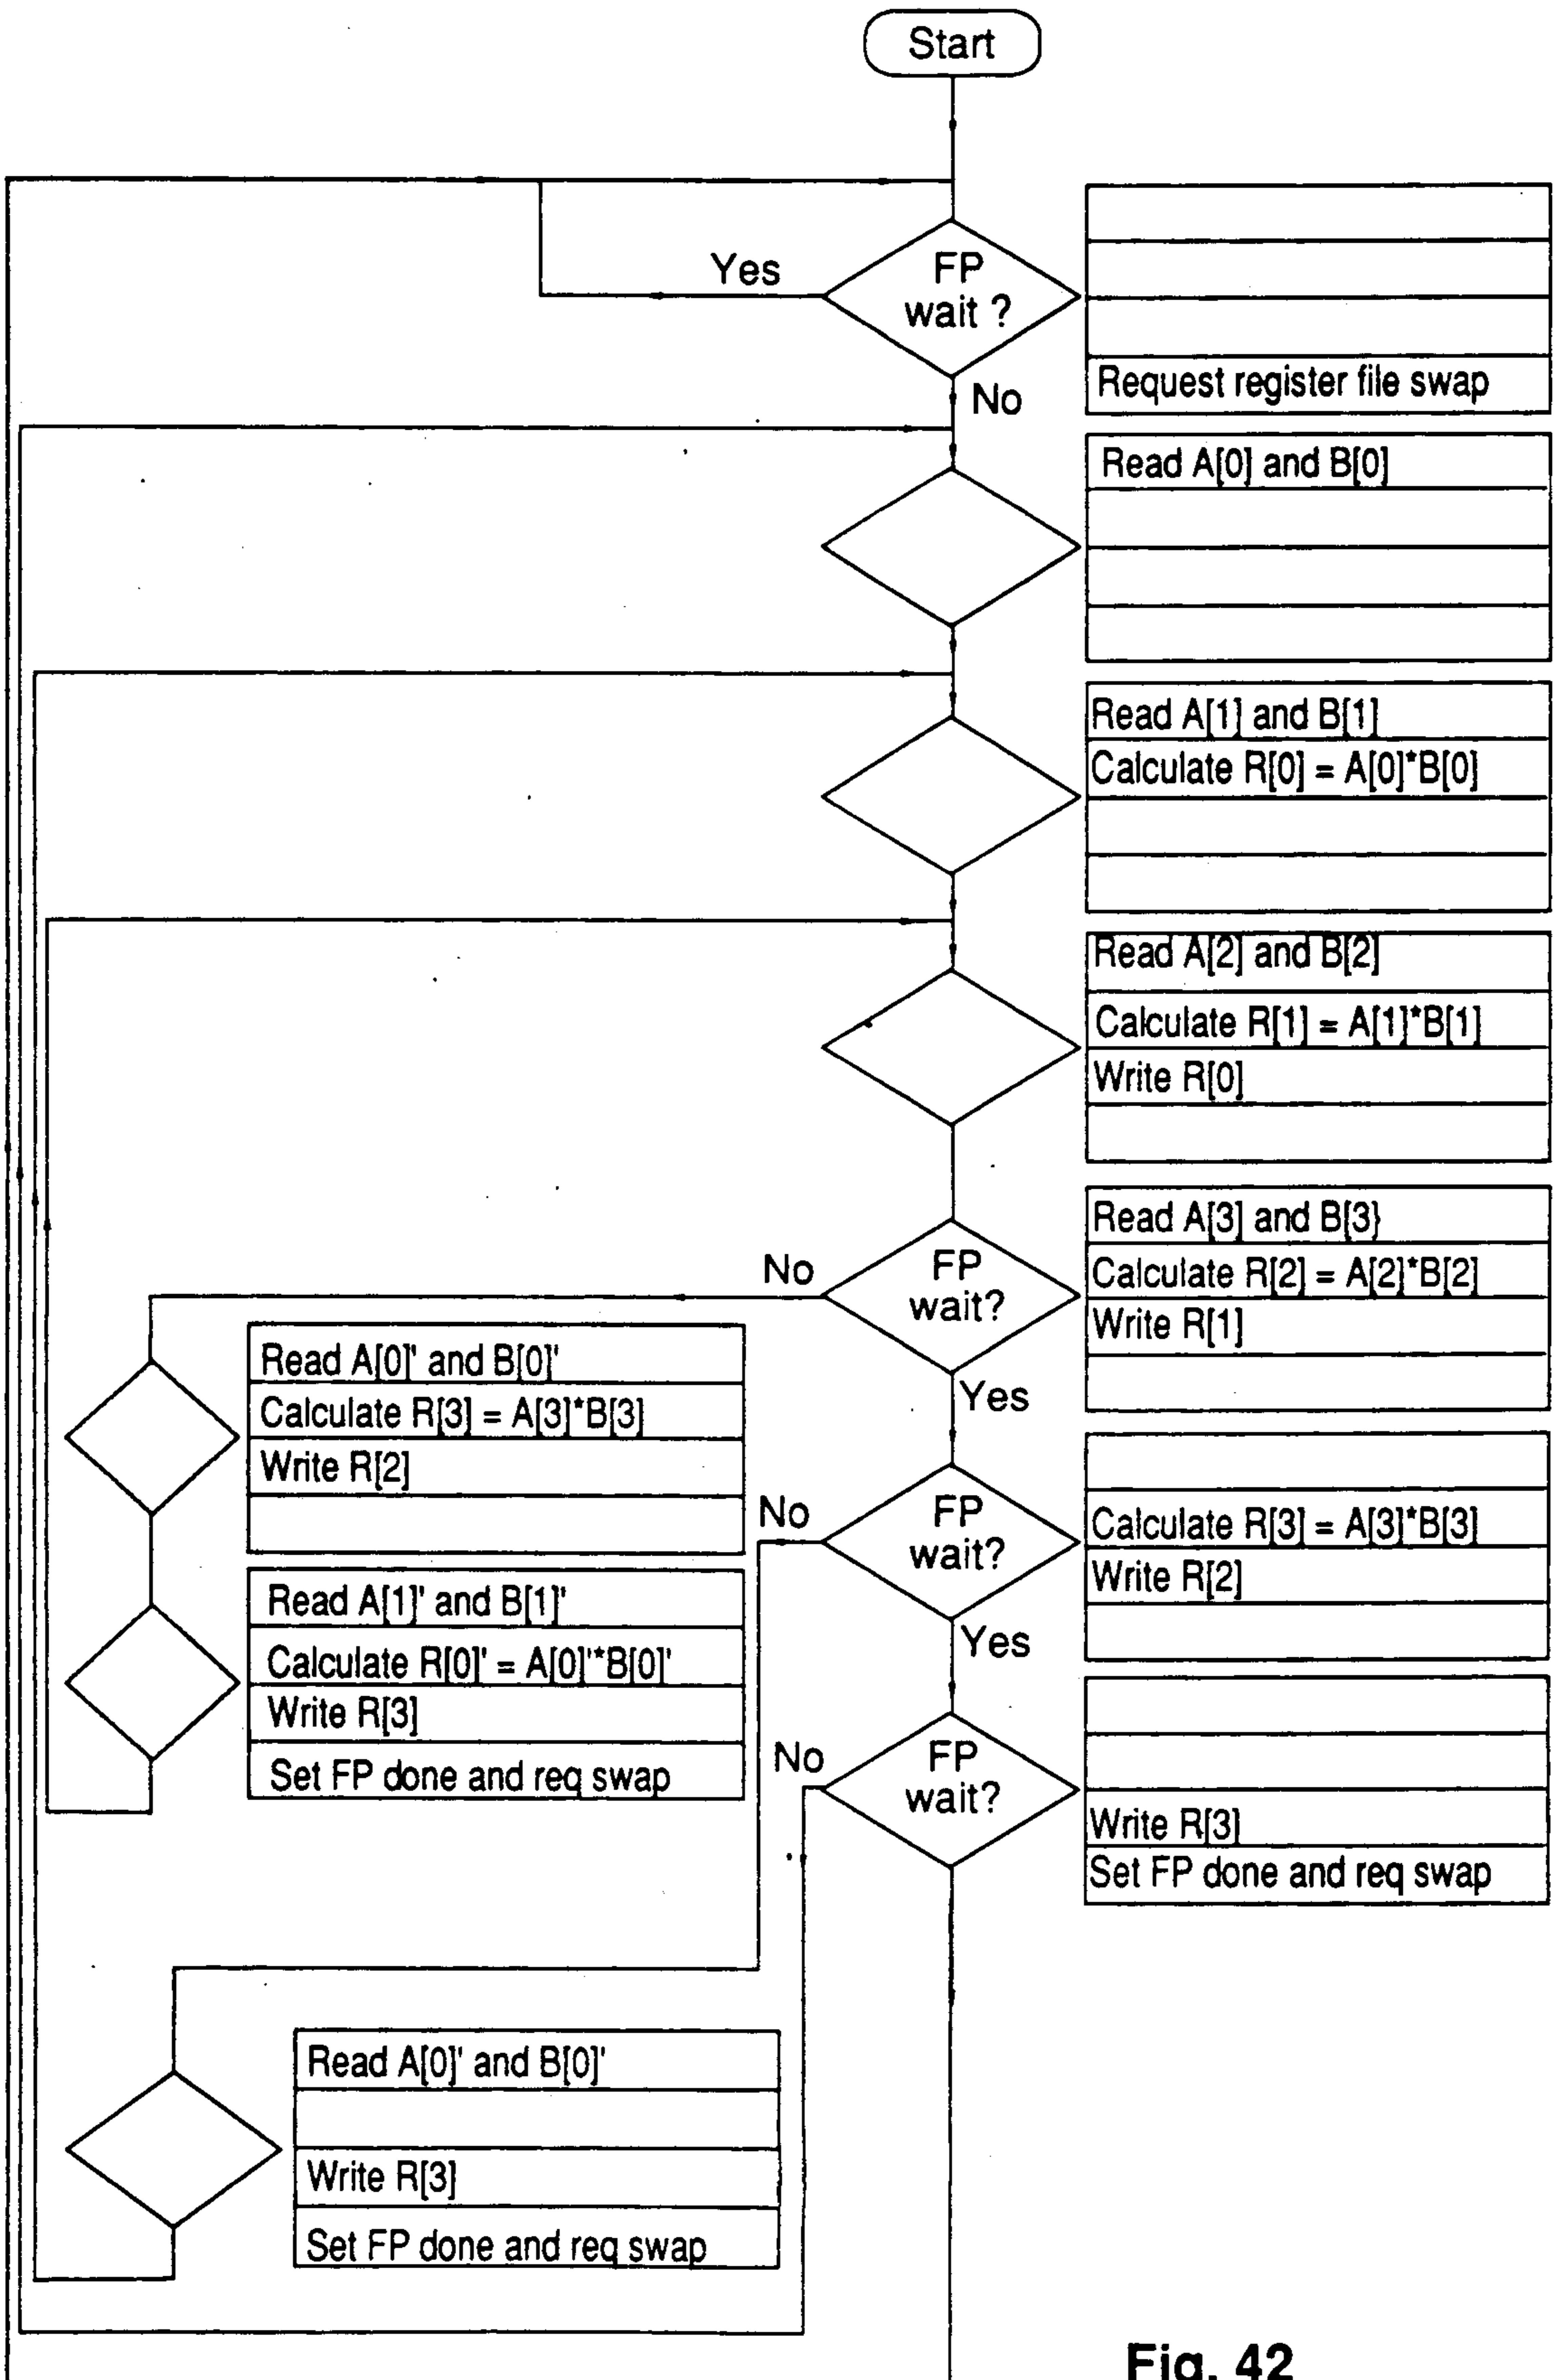 Start
Yes
FP
wait ?
No
Request register file swap
Read A[0] and B[0]
Read A[1] and B[1]
Calculate R[0] = A[0]*B[0]
Read A[2] and B[2]
Calculate R[1] = A[1]*B[1]
Write R[0]
No
FP
wait?
Yes
Read A[3] and B[3}
Calculate R[2] = A[2]*B[2]
Write R[1]
Read A[0]' and B[0]'
Calculate R[3] = A[3]*B[3]
Write R[2]
No
FP
wait?
Yes
Calculate R[3] = A[3]*B[3]
Write R[2]
Read A[1]' and B[1]'
Calculate R[0]' = A[0]'*B[0]'
Write R[3]
Set FP done and req swap
No
FP
wait?
Write R[3]
Set FP done and req swap
Read A[0]' and B[0]'
Write R[3]
Set FP done and req swap
Fig. 42